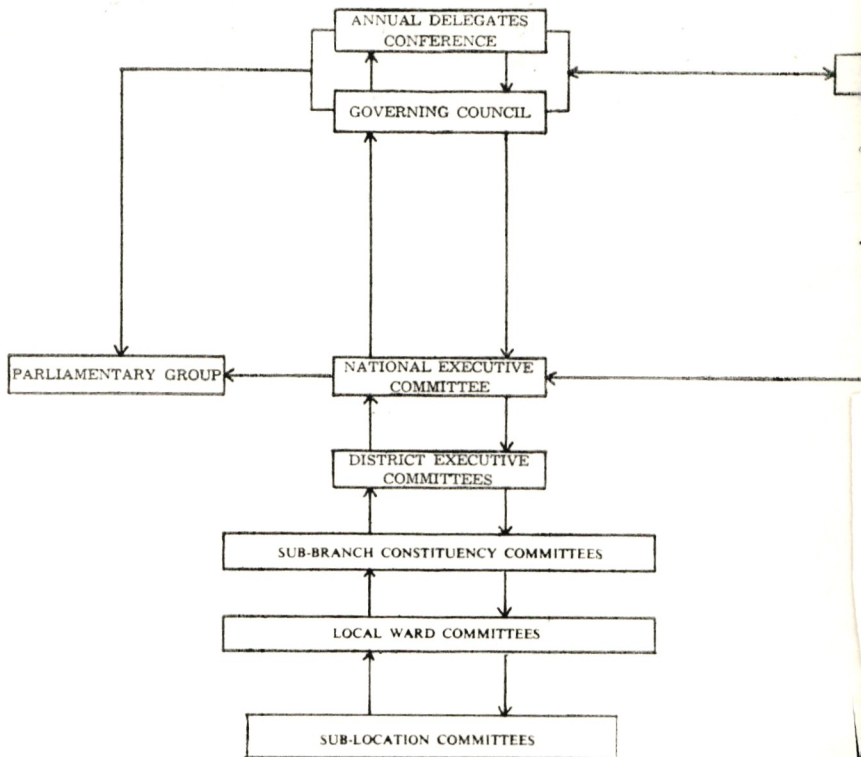 ANNUAL DELEGATES
CONFERENCE
GOVERNING COUNCIL
PARLIAMENTARY GROUP
NATIONAL EXECUTIVE
COMMITTEE
DISTRICT EXECUTIVE
COMMITTEES
SUB-BRANCH CONSTITUENCY COMMITTEES
LOCAL WARD COMMITTEES
SUB-LOCATION COMMITTEES